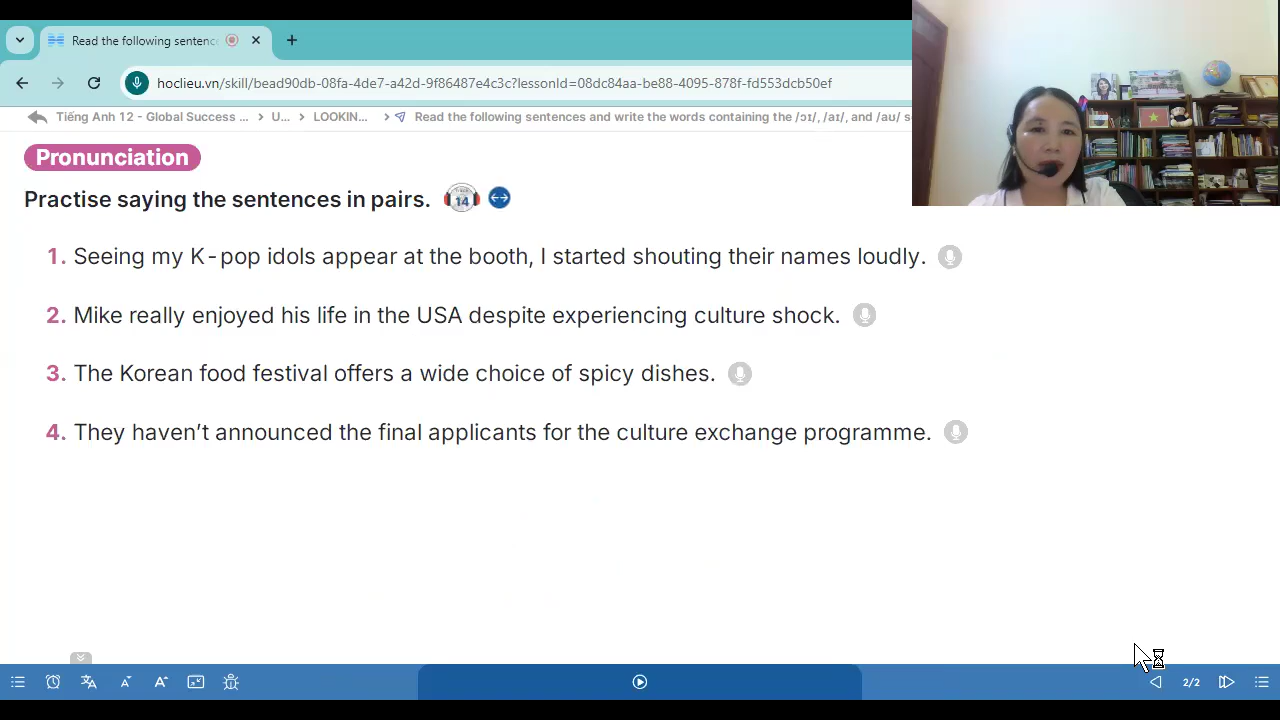 Read the following sentenc
hoclieu.vn/skill/bead90db-08fa-4de7-a42d-9f86487e4c3c?lessonId=08dc84aa-be88-4095-878f-fd553dcb50ef
Tiếng Anh 12 - Global Success ... > U... > LOOKIN... > Read the following sentences and write the words containing the /ɔɪ/, /aɪ/, and /aʊ/ s
Pronunciation
Practise saying the sentences in pairs. 14
1. Seeing my K-pop idols appear at the booth, I started shouting their names loudly.
2. Mike really enjoyed his life in the USA despite experiencing culture shock.
3. The Korean food festival offers a wide choice of spicy dishes.
4. They haven't announced the final applicants for the culture exchange programme.
2/2